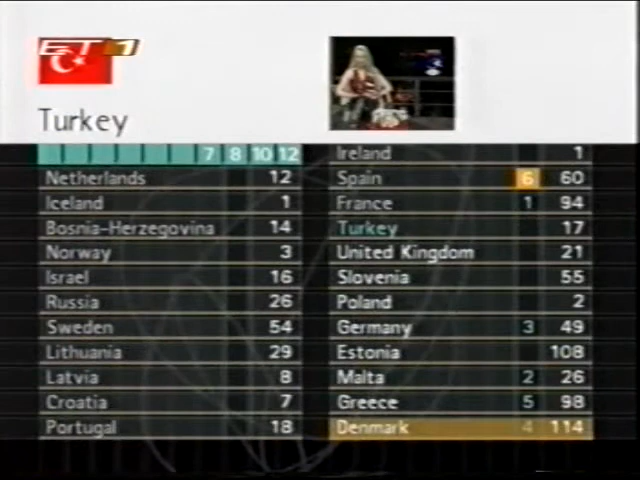 ET 1
Turkey
7 8 10 12
Netherlands 12
Iceland 1
Bosnia-Herzegovina 14
Norway 3
Israel 16
Russia 26
Sweden 54
Lithuania 29
Latvia 8
Croatia 7
Portugal 18
Ireland 1
Spain 6 60
France 1 94
Turkey 17
United Kingdom 21
Slovenia 55
Poland 2
Germany 3 49
Estonia 108
Malta 2 26
Greece 5 98
Denmark 4 114